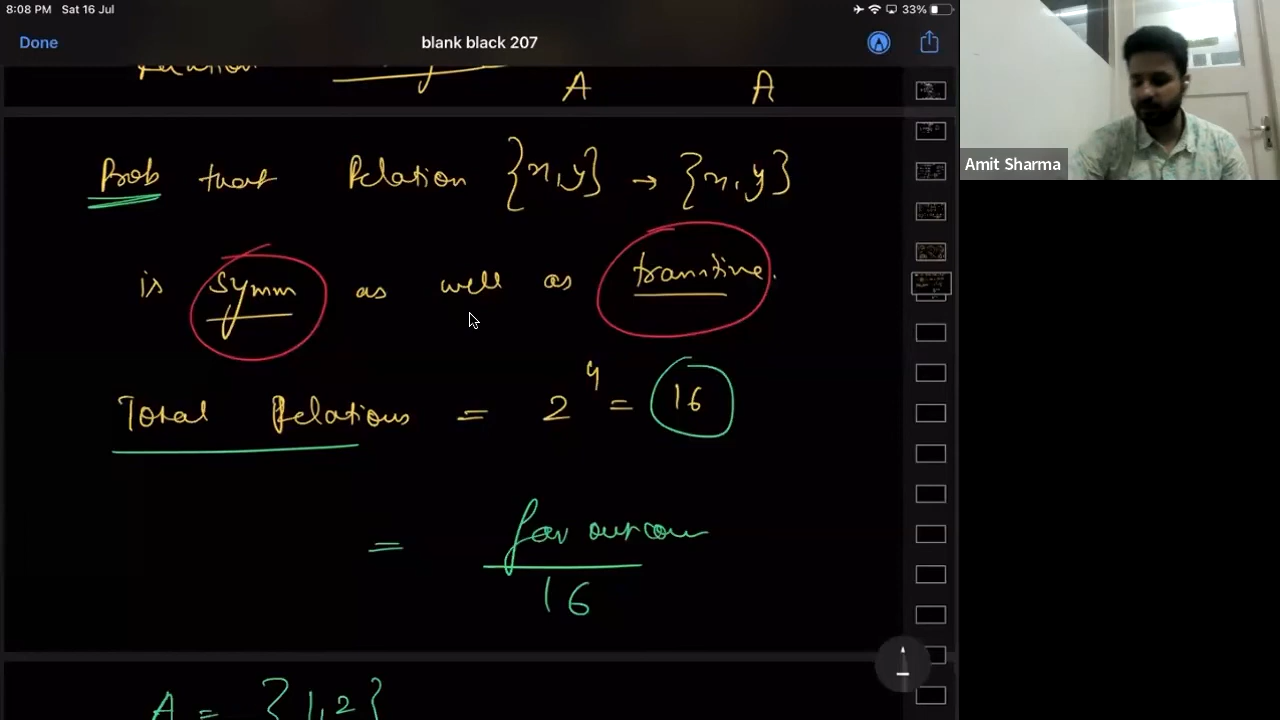 8:08 PM Sat 16 Jul 33%
Done blank black 207
relation
A A
Prob that Relation {x,y} → {x,y}
Amit Sharma
is symm as well as transitive.
Total Relations = 2^4 = 16
= fav outcom
16
A = {1,2}